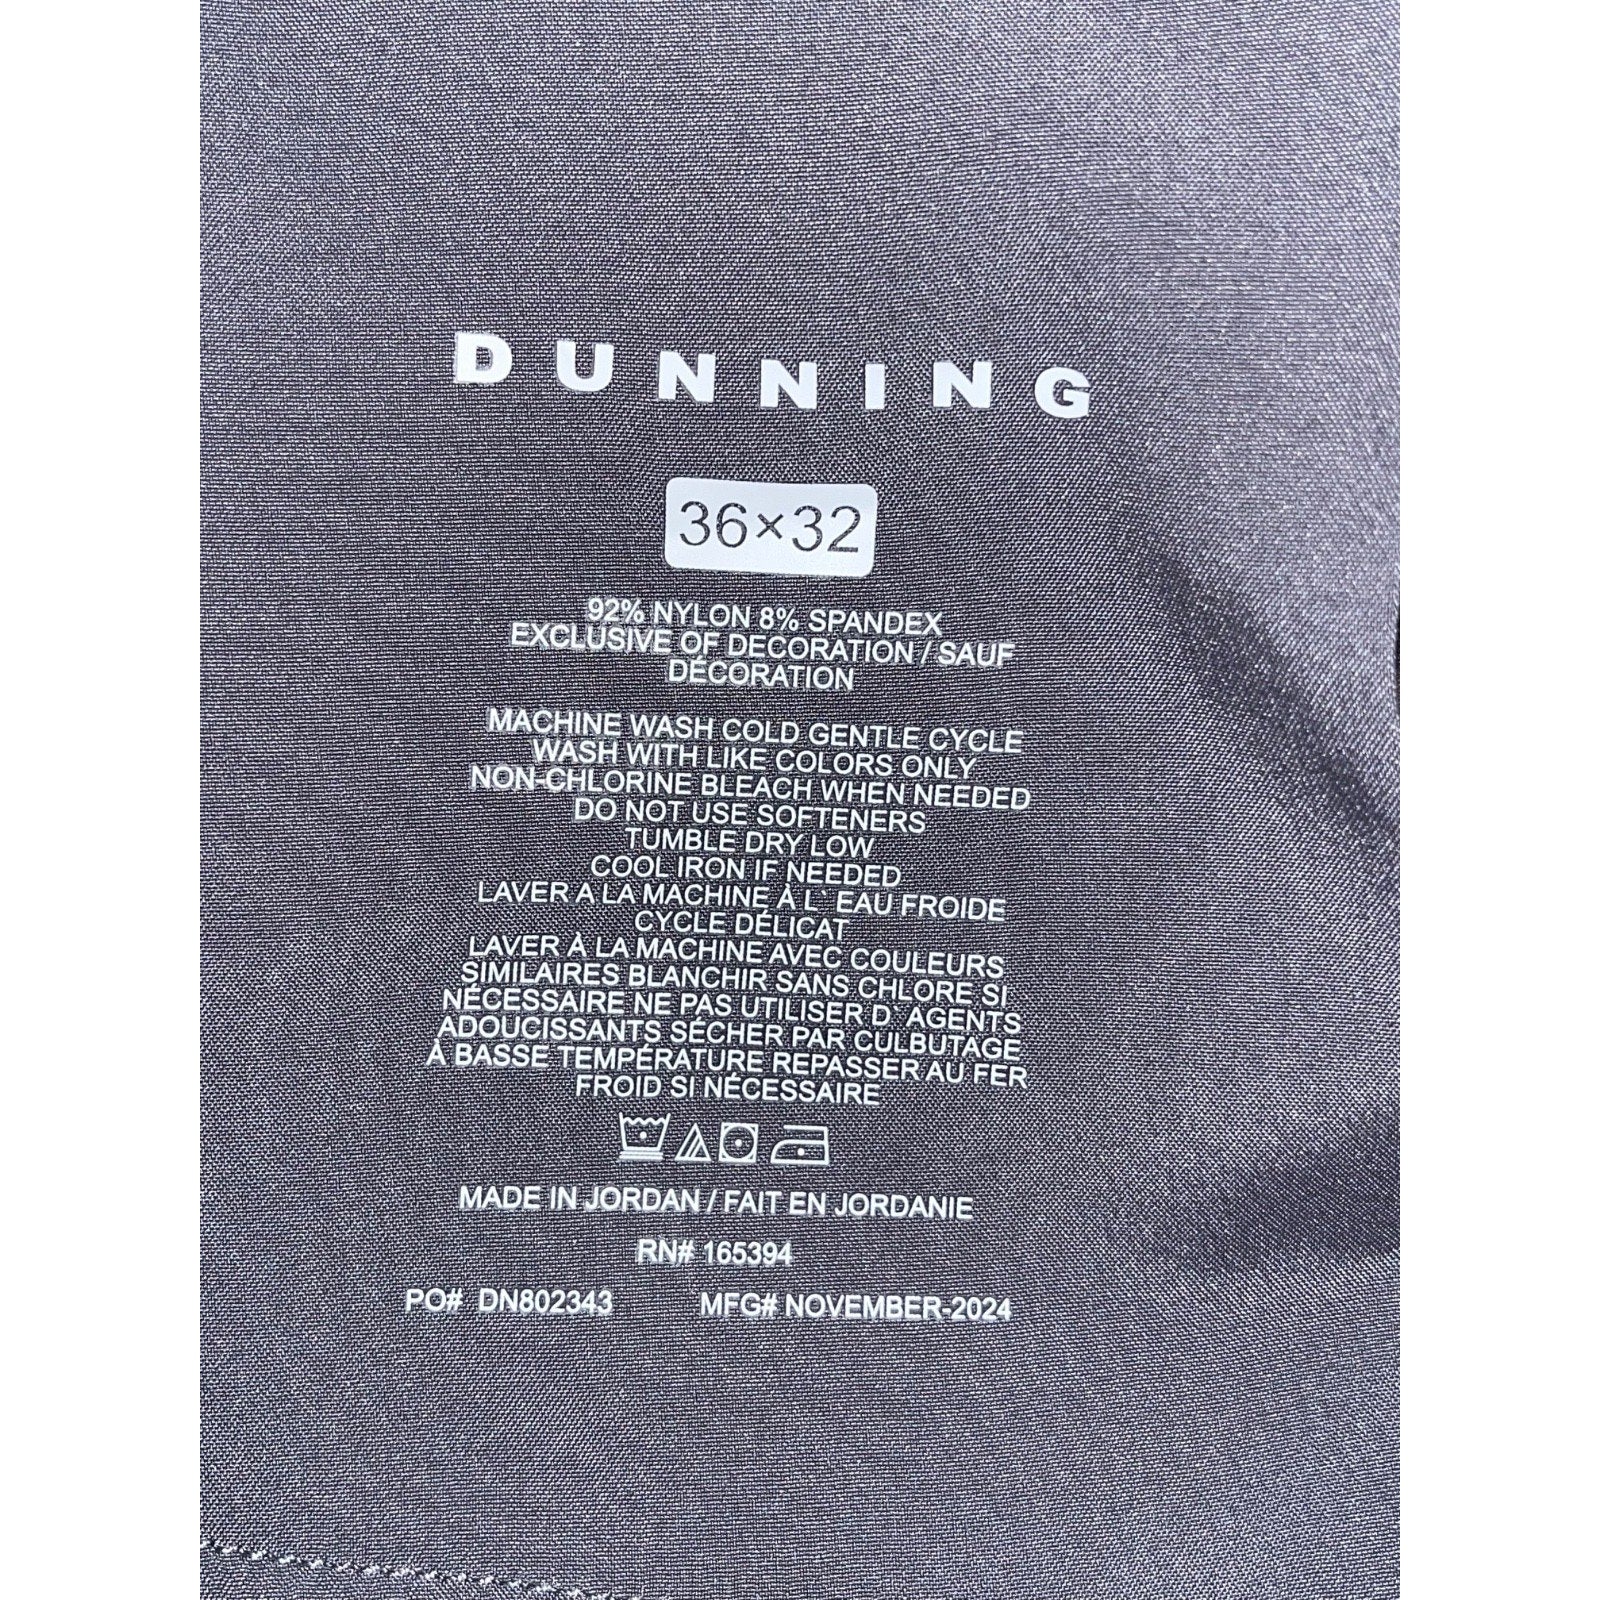 DUNNING
36×32
92% NYLON 8% SPANDEX
EXCLUSIVE OF DECORATION / SAUF
DÉCORATION
MACHINE WASH COLD GENTLE CYCLE
WASH WITH LIKE COLORS ONLY
NON-CHLORINE BLEACH WHEN NEEDED
DO NOT USE SOFTENERS
TUMBLE DRY LOW
COOL IRON IF NEEDED
LAVER A LA MACHINE À L` EAU FROIDE
CYCLE DÉLICAT
LAVER À LA MACHINE AVEC COULEURS
SIMILAIRES BLANCHIR SANS CHLORE SI
NÉCESSAIRE NE PAS UTILISER D` AGENTS
ADOUCISSANTS SÉCHER PAR CULBUTAGE
À BASSE TEMPÉRATURE REPASSER AU FER
FROID SI NÉCESSAIRE
MADE IN JORDAN / FAIT EN JORDANIE
RN# 165394
PO# DN802343 MFG# NOVEMBER-2024